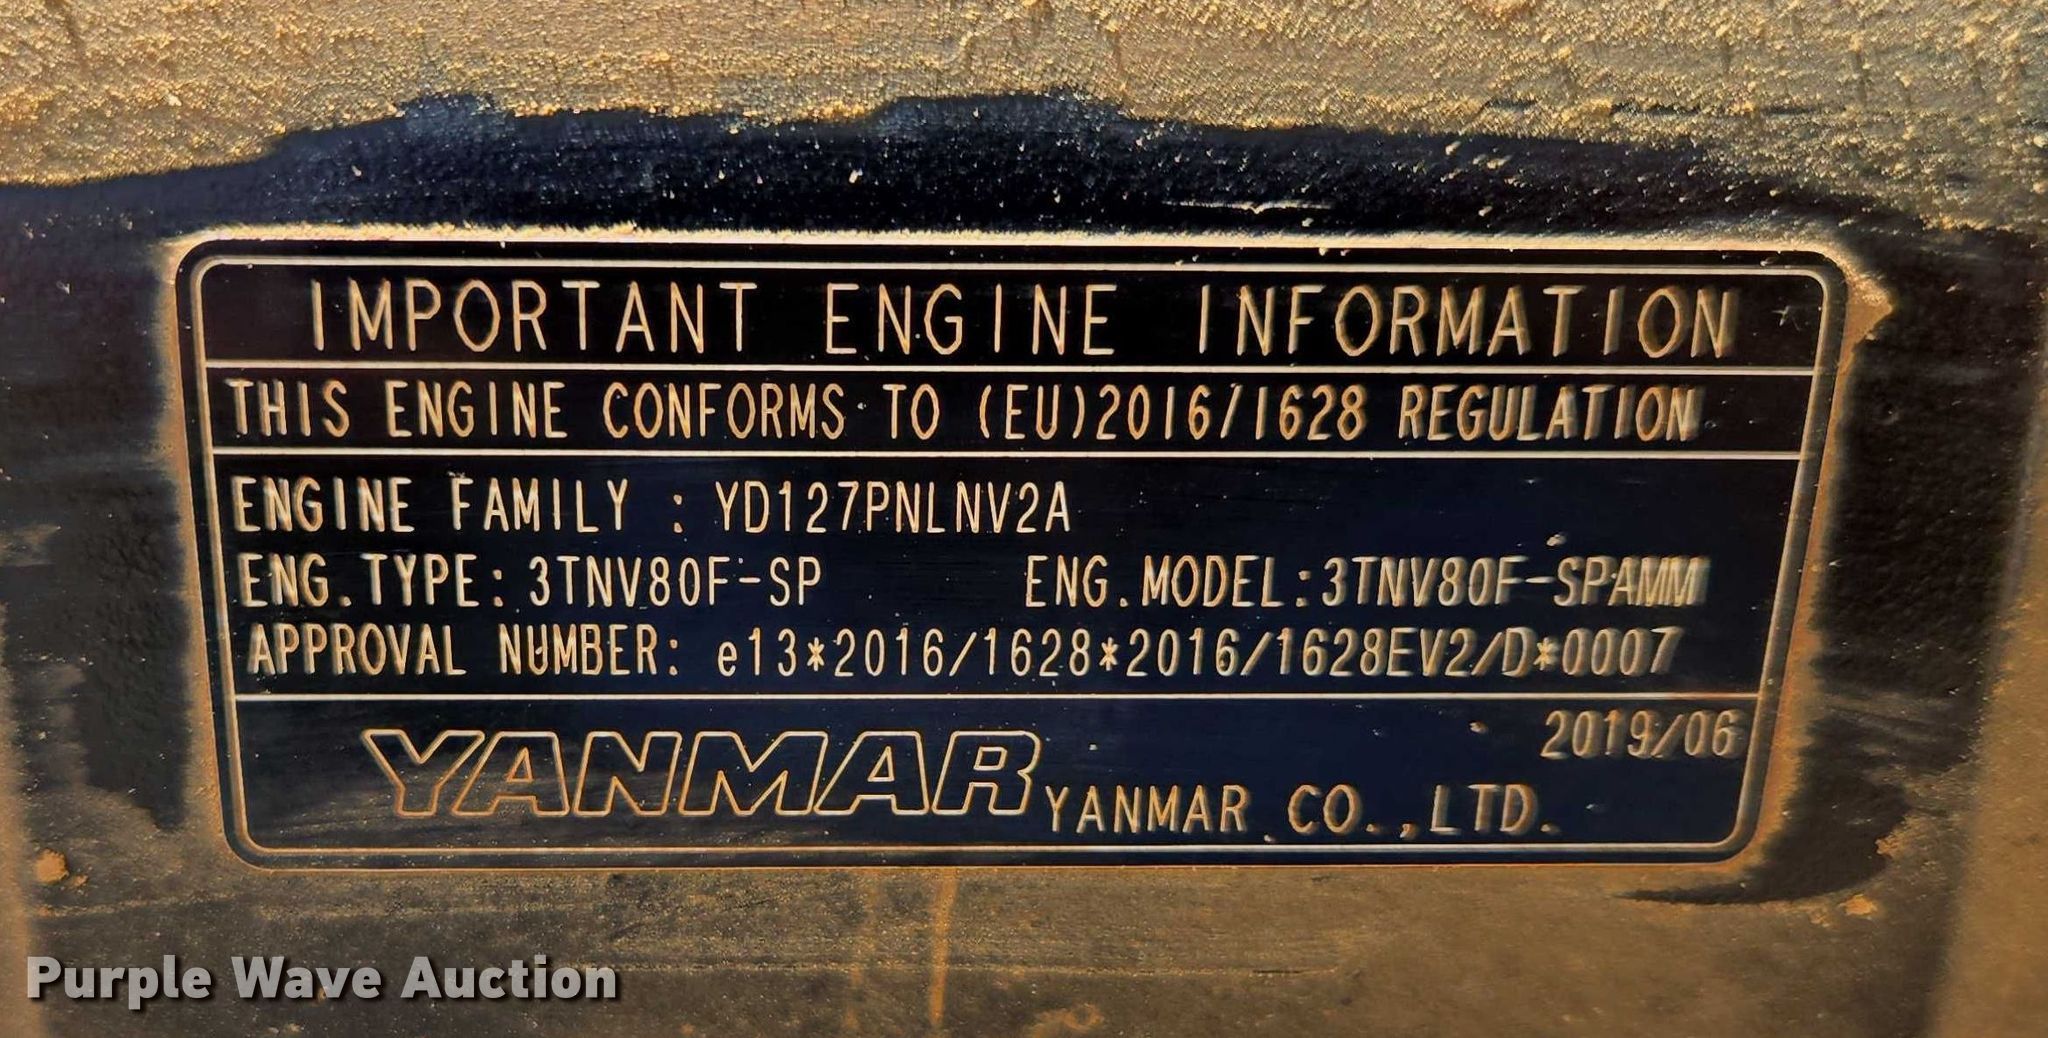 IMPORTANT ENGINE INFORMATION
THIS ENGINE CONFORMS TO (EU)2016/1628 REGULATION
ENGINE FAMILY : YD127PNLNV2A
ENG.TYPE: 3TNV80F-SP ENG.MODEL:3TNV80F-SPAMM
APPROVAL NUMBER: e13*2016/1628*2016/1628EV2/D*0007
2019/06
YANMAR YANMAR CO.,LTD.
Purple Wave Auction